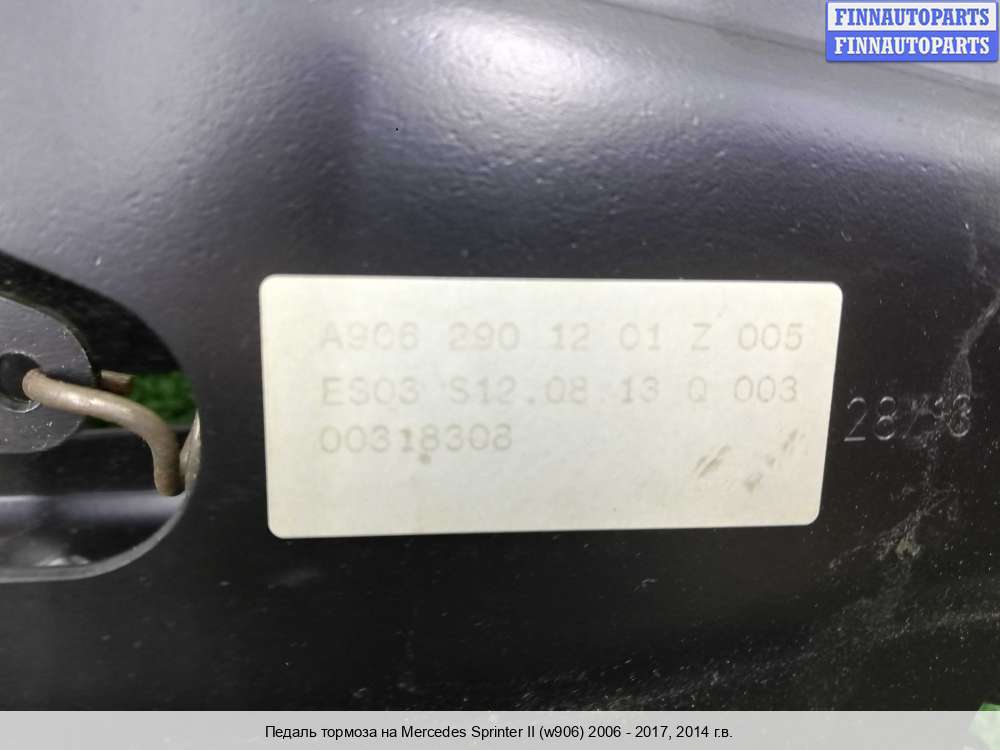 FINNAUTOPARTS
FINNAUTOPARTS
A906 290 12 01 Z 005
ES03 S12.08.13 Q 003
00318308
Педаль тормоза на Mercedes Sprinter II (w906) 2006 - 2017, 2014 г.в.